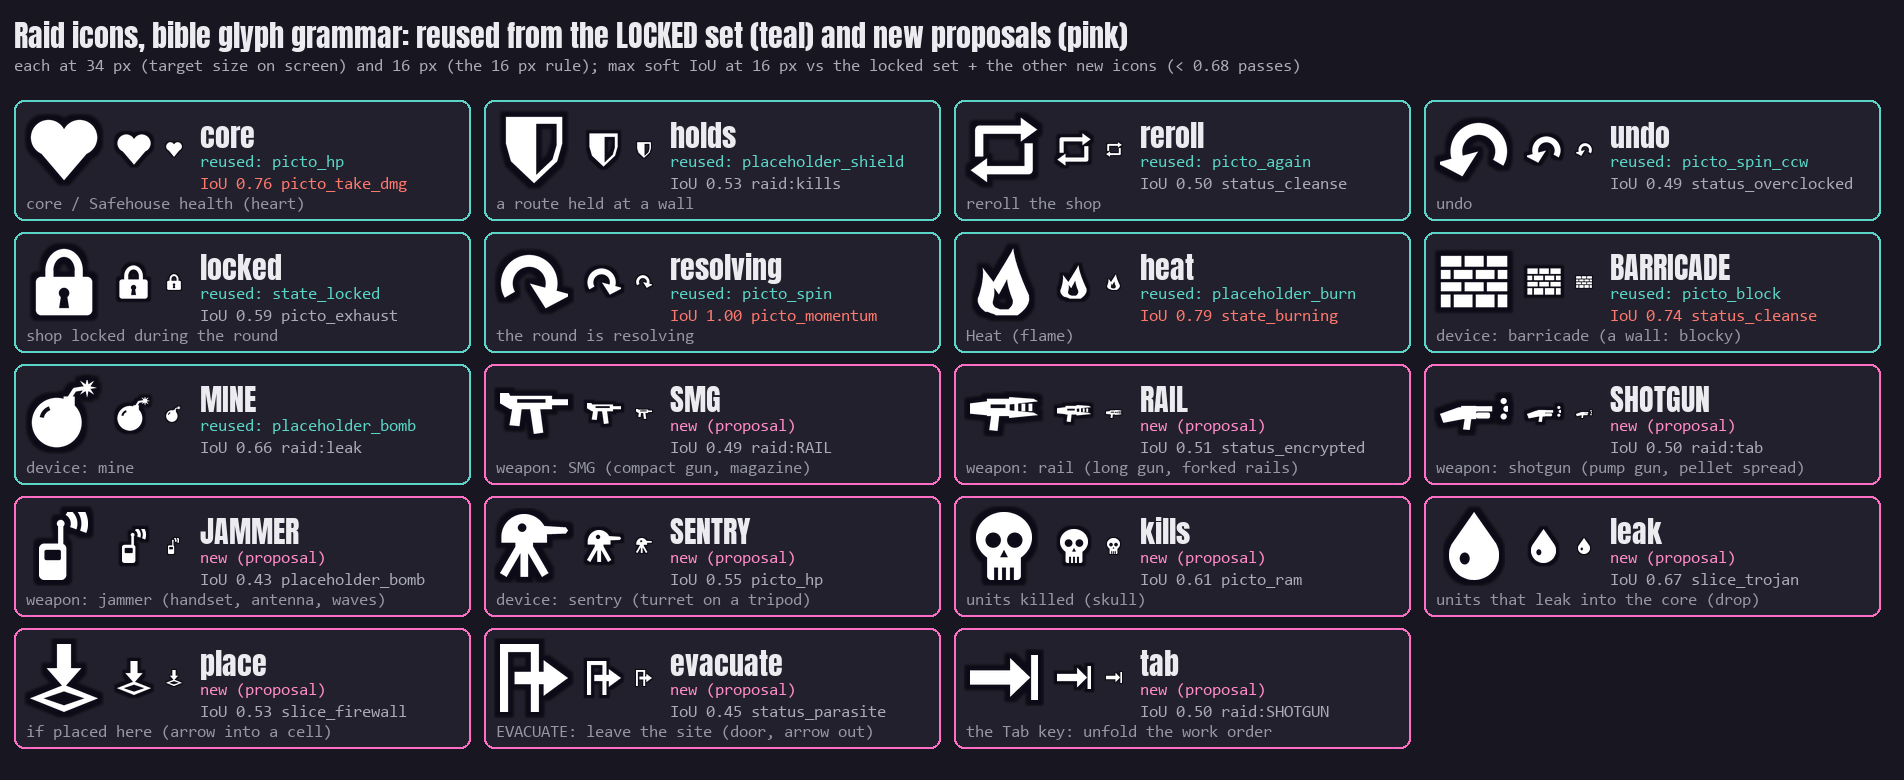 Raid icons, bible glyph grammar: reused from the LOCKED set (teal) and new proposals (pink)
each at 34 px (target size on screen) and 16 px (the 16 px rule); max soft IoU at 16 px vs the locked set + the other new icons (< 0.68 passes)
core
reused: picto_hp
IoU 0.76 picto_take_dmg
core / Safehouse health (heart)
holds
reused: placeholder_shield
IoU 0.53 raid:kills
a route held at a wall
reroll
reused: picto_again
IoU 0.50 status_cleanse
reroll the shop
undo
reused: picto_spin_ccw
IoU 0.49 status_overclocked
undo
locked
reused: state_locked
IoU 0.59 picto_exhaust
shop locked during the round
resolving
reused: picto_spin
IoU 1.00 picto_momentum
the round is resolving
heat
reused: placeholder_burn
IoU 0.79 state_burning
Heat (flame)
BARRICADE
reused: picto_block
IoU 0.74 status_cleanse
device: barricade (a wall: blocky)
MINE
reused: placeholder_bomb
IoU 0.66 raid:leak
device: mine
SMG
new (proposal)
IoU 0.49 raid:RAIL
weapon: SMG (compact gun, magazine)
RAIL
new (proposal)
IoU 0.51 status_encrypted
weapon: rail (long gun, forked rails)
SHOTGUN
new (proposal)
IoU 0.50 raid:tab
weapon: shotgun (pump gun, pellet spread)
JAMMER
new (proposal)
IoU 0.43 placeholder_bomb
weapon: jammer (handset, antenna, waves)
SENTRY
new (proposal)
IoU 0.55 picto_hp
device: sentry (turret on a tripod)
kills
new (proposal)
IoU 0.61 picto_ram
units killed (skull)
leak
new (proposal)
IoU 0.67 slice_trojan
units that leak into the core (drop)
place
new (proposal)
IoU 0.53 slice_firewall
if placed here (arrow into a cell)
evacuate
new (proposal)
IoU 0.45 status_parasite
EVACUATE: leave the site (door, arrow out)
tab
new (proposal)
IoU 0.50 raid:SHOTGUN
the Tab key: unfold the work order